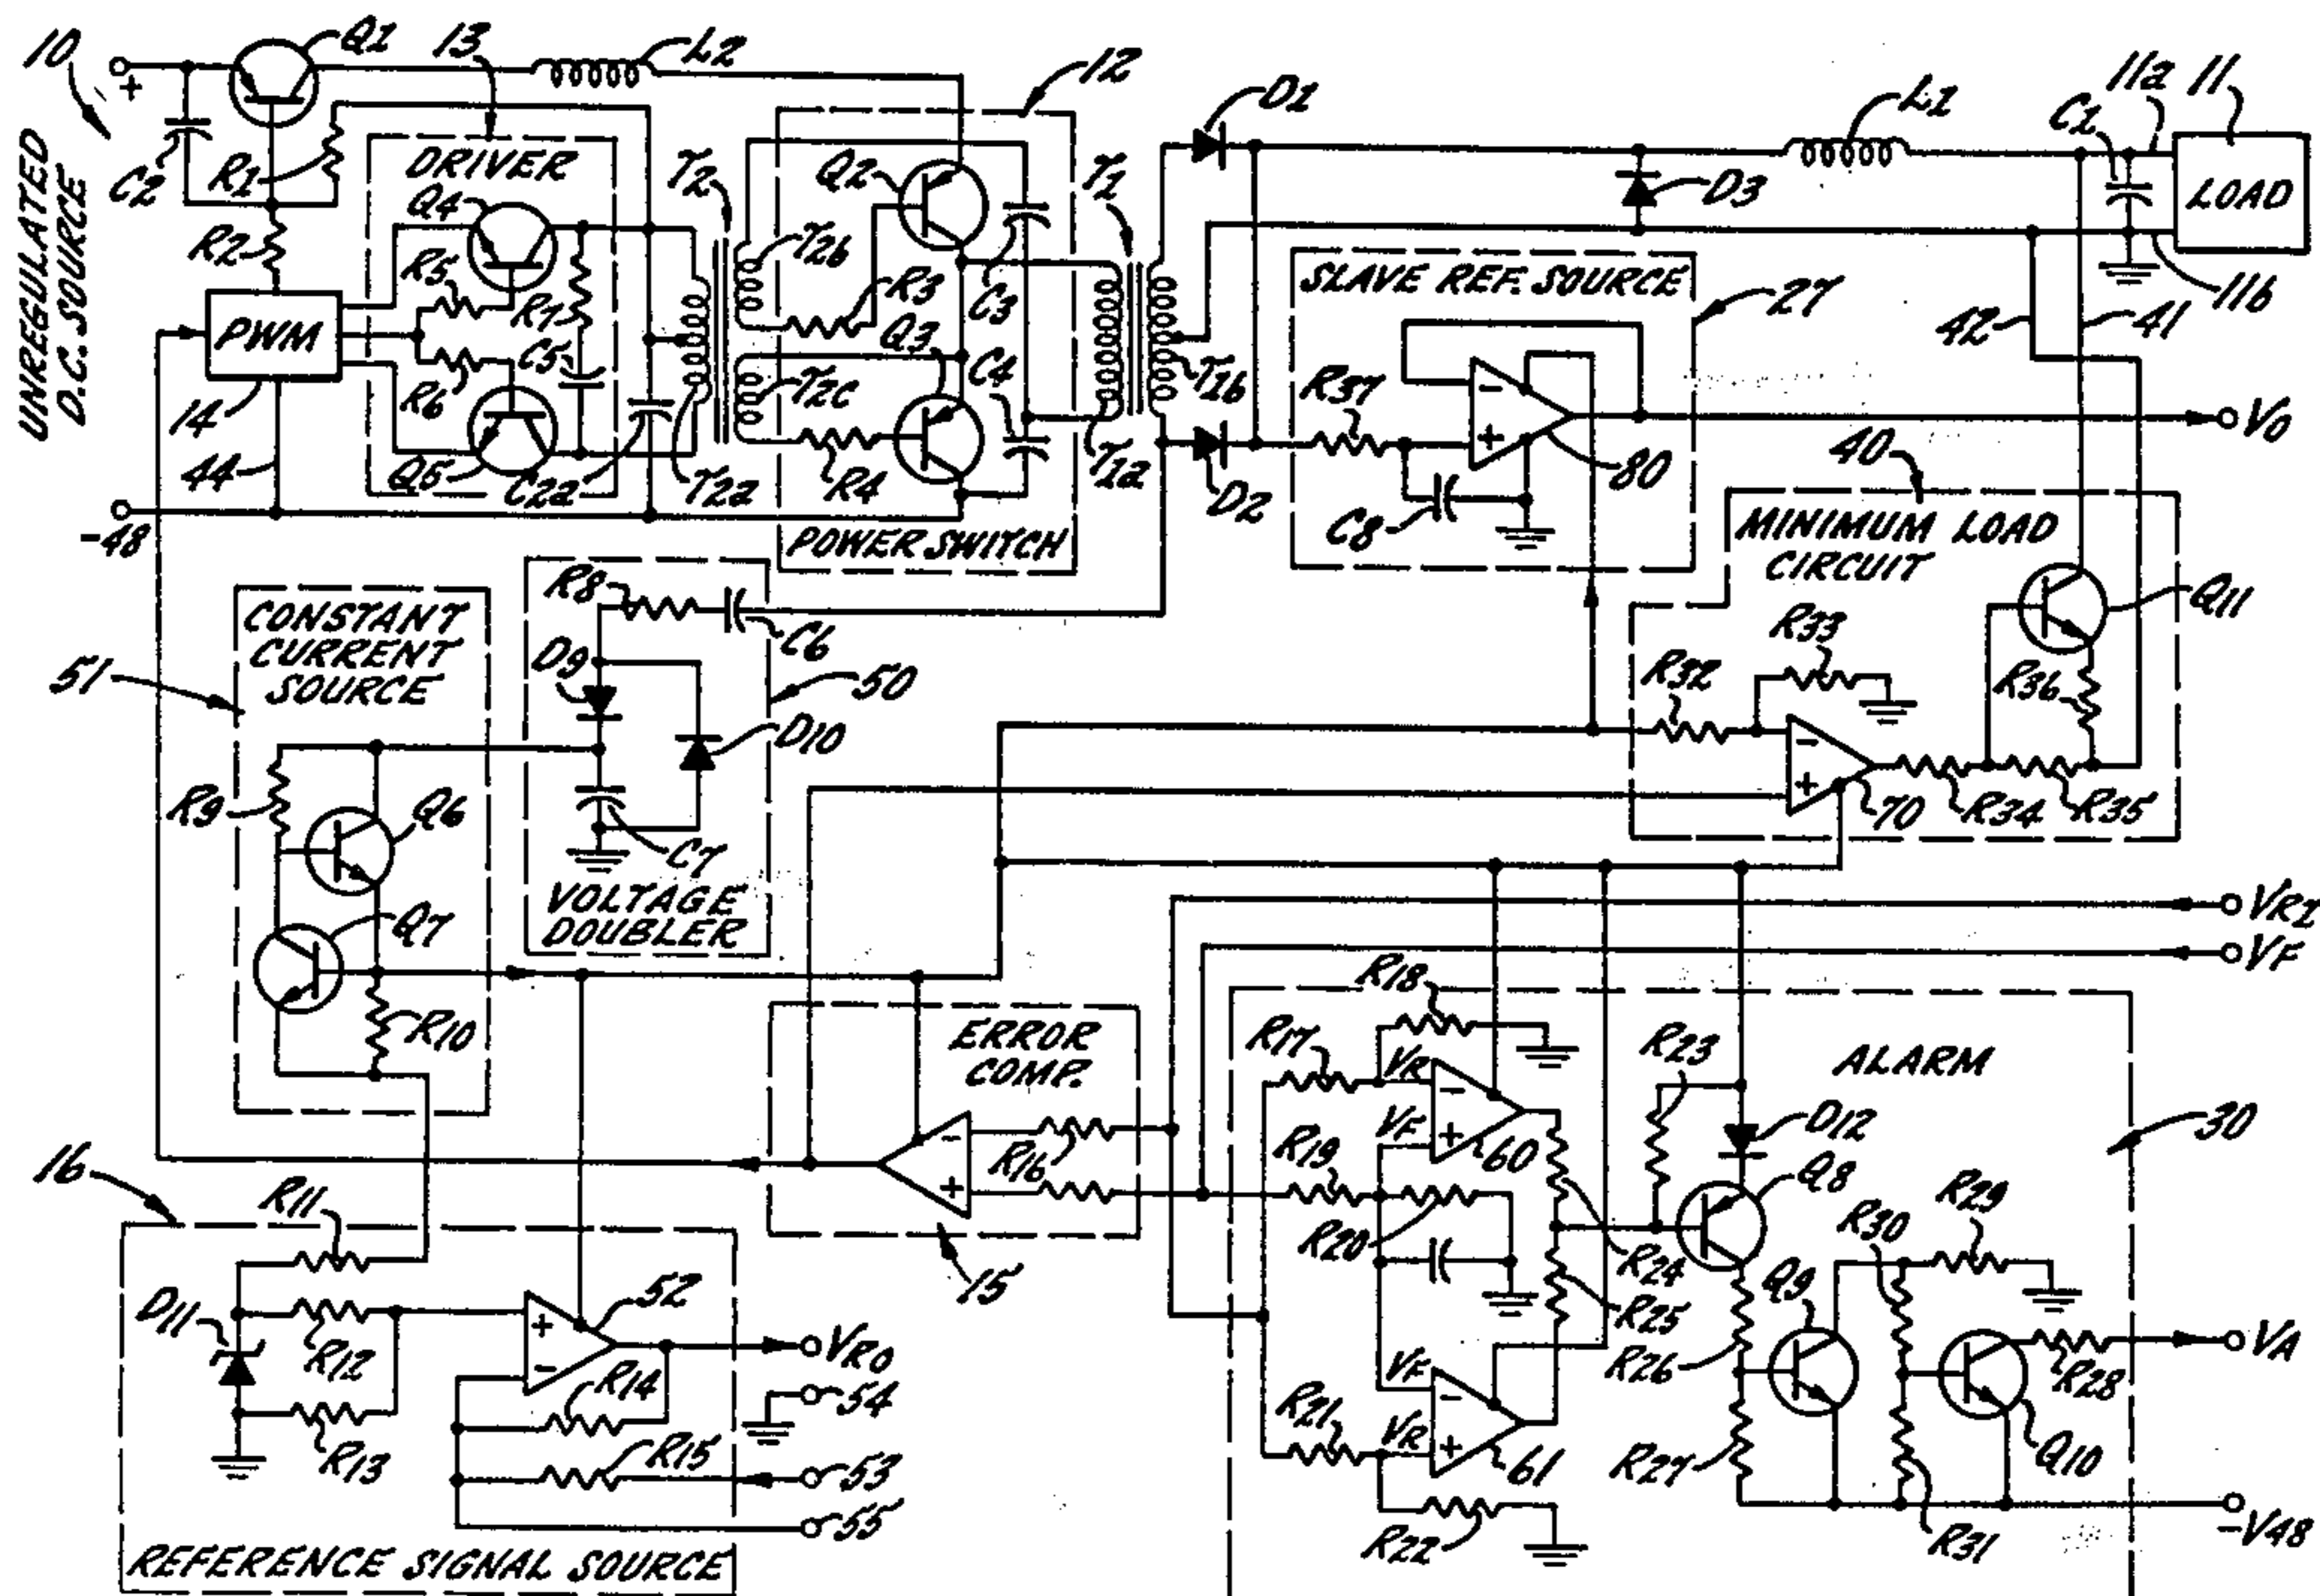 10
Q1
13
L2
12
D1
L1
C1
11a
11
+
UNREGULATED
D.C. SOURCE
C2
R1
DRIVER
T2
Q2
T1
D3
LOAD
R2
Q4
T2b
C3
SLAVE REF. SOURCE
27
42
41
11b
R5
R7
R3
PWM
Q3
R6
C5
T2c
C4
R37
-
+
T1b
80
V0
14
44
Q5
C2a
T2a
R4
T1a
D2
C8
40
-48
POWER SWITCH
MINIMUM LOAD
CIRCUIT
CONSTANT
CURRENT
SOURCE
R8
C6
R33
Q11
51
D9
50
R32
R36
D10
-
+
R9
Q6
C7
70
R34
R35
VOLTAGE
DOUBLER
Q7
VRI
VF
R10
ERROR
COMP.
R18
R17
VR
-
R23
ALARM
VF
+
60
D12
30
16
R11
-
R16
+
R19
Q8
R20
R24
R30
R29
D11
R12
52
+
-
15
R25
Q9
VR0
R14
54
R26
VA
R28
VF
-
R13
R15
53
R21
VR
+
61
R27
Q10
55
R22
R31
-V48
REFERENCE SIGNAL SOURCE